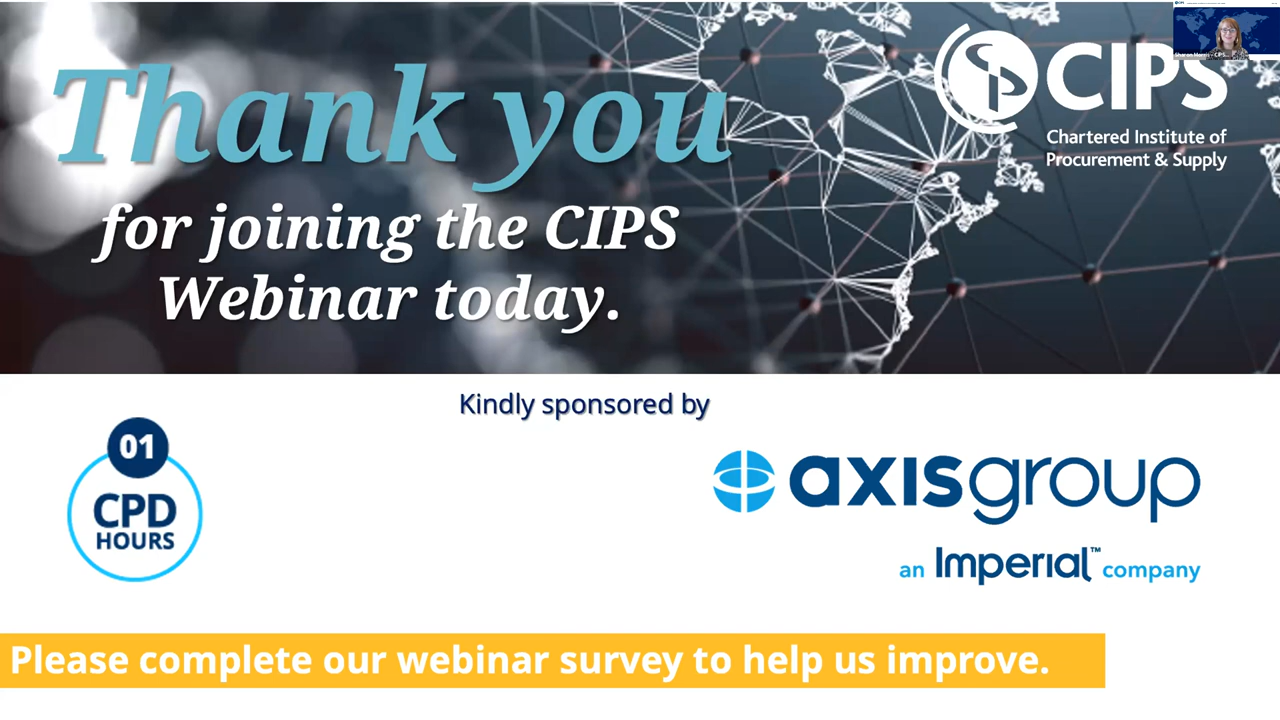 Thank you
for joining the CIPS
Webinar today.
CIPS
Chartered Institute of
Procurement & Supply
Kindly sponsored by
01
CPD
HOURS
axisgroup
an Imperial™ company
Please complete our webinar survey to help us improve.